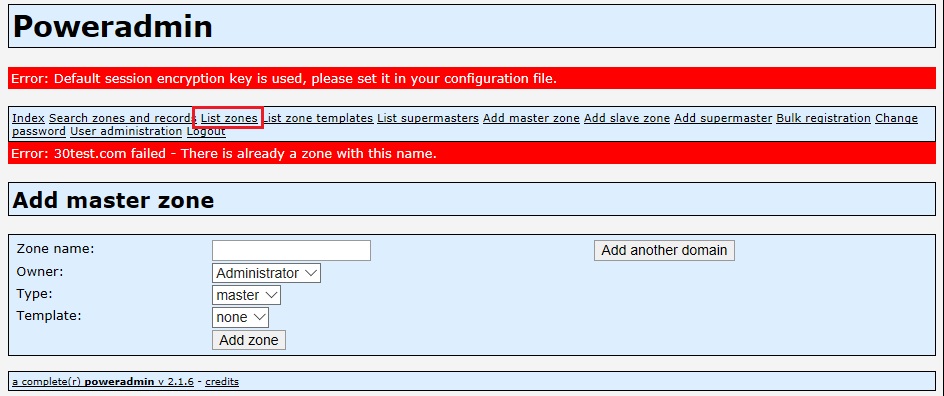 Poweradmin
Error: Default session encryption key is used, please set it in your configuration file.
Index Search zones and records List zones List zone templates List supermasters Add master zone Add slave zone Add supermaster Bulk registration Change
password User administration Logout
Error: 30test.com failed - There is already a zone with this name.
Add master zone
Zone name: Add another domain
Owner: Administrator
Type: master
Template: none
Add zone
a complete(r) poweradmin v 2.1.6 - credits